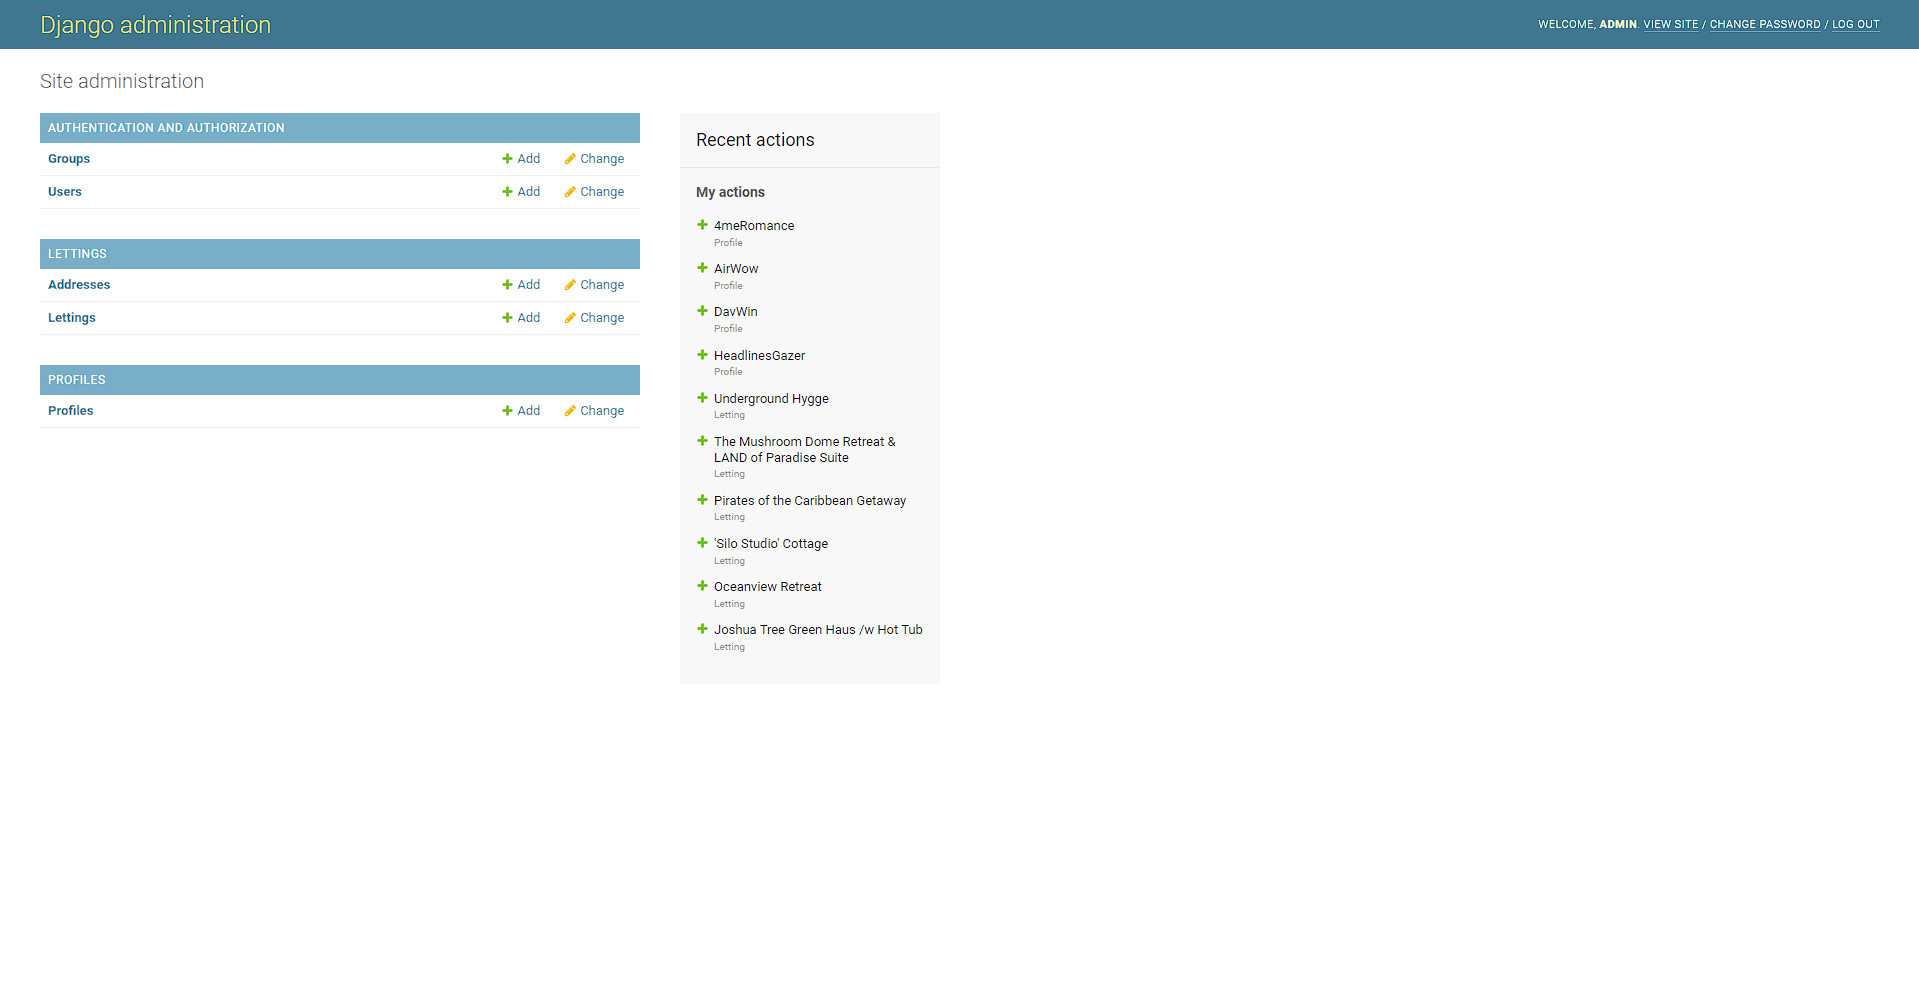 Django administration
WELCOME, ADMIN. VIEW SITE / CHANGE PASSWORD / LOG OUT
Site administration
AUTHENTICATION AND AUTHORIZATION
Groups Add Change
Users Add Change
LETTINGS
Addresses Add Change
Lettings Add Change
PROFILES
Profiles Add Change
Recent actions
My actions
4meRomance
Profile
AirWow
Profile
DavWin
Profile
HeadlinesGazer
Profile
Underground Hygge
Letting
The Mushroom Dome Retreat &
LAND of Paradise Suite
Letting
Pirates of the Caribbean Getaway
Letting
'Silo Studio' Cottage
Letting
Oceanview Retreat
Letting
Joshua Tree Green Haus /w Hot Tub
Letting